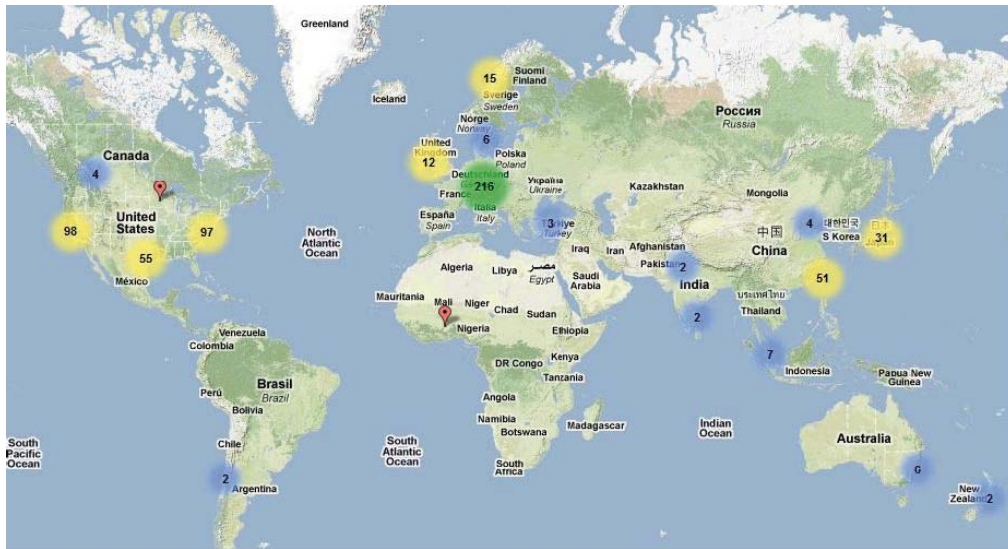 Greenland
15
Suomi
Finland
Iceland
Sverige
Sweden
Россия
Russia
Norge
Norway
6
Canada
United
Kingdom
12
Polska
Poland
4
Deutschland
216
Україна
Ukraine
France
Kazakhstan
Mongolia
Italia
Italy
United
States
98
97
North
Atlantic
Ocean
España
Spain
3
Türkiye
Turkey
中国
China
4
대한민국
S Korea
日本
Japan
31
55
Iraq
Iran
Afghanistan
Pakistan
2
México
Algeria
Libya
مصر
Egypt
Saudi
Arabia
India
51
Mauritania
Mali
Niger
Chad
Sudan
ประเทศไทย
Thailand
2
Nigeria
Ethiopia
Venezuela
Colombia
7
DR Congo
Kenya
Tanzania
Indonesia
Papua New
Guinea
Brasil
Brazil
Perú
Bolivia
Angola
Namibia
Botswana
Madagascar
Indian
Ocean
Australia
South
Pacific
Ocean
Chile
South
Atlantic
Ocean
South
Africa
6
2
Argentina
New
Zealand
2